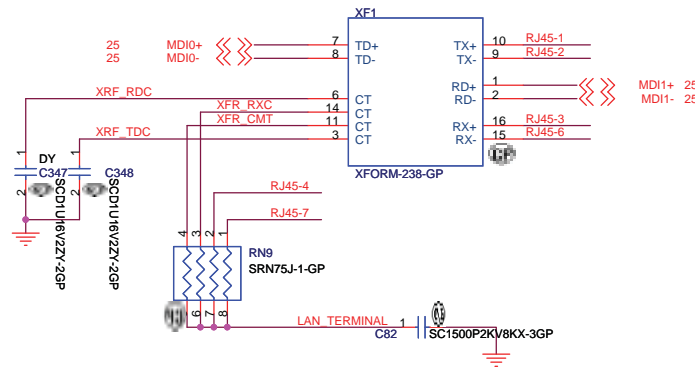 XF1
25 MDI0+ 7 TD+ TX+ 10 RJ45-1
25 MDI0- 8 TD- TX- 9 RJ45-2
RD+ 1 MDI1+ 25
XRF_RDC 6 CT RD- 2 MDI1- 25
XFR_RXC 14 CT
XFR_CMT 11 CT RX+ 16 RJ45-3
XRF_TDC 3 CT RX- 15 RJ45-6
XFORM-238-GP
1 DY 1
C347 C348
2 2
SCD1U16V2ZY-2GP SCD1U16V2ZY-2GP
RJ45-4
RJ45-7
4 3 2 1
RN9
SRN75J-1-GP
6 7 8
LAN_TERMINAL 1
C82
SC1500P2KV8KX-3GP